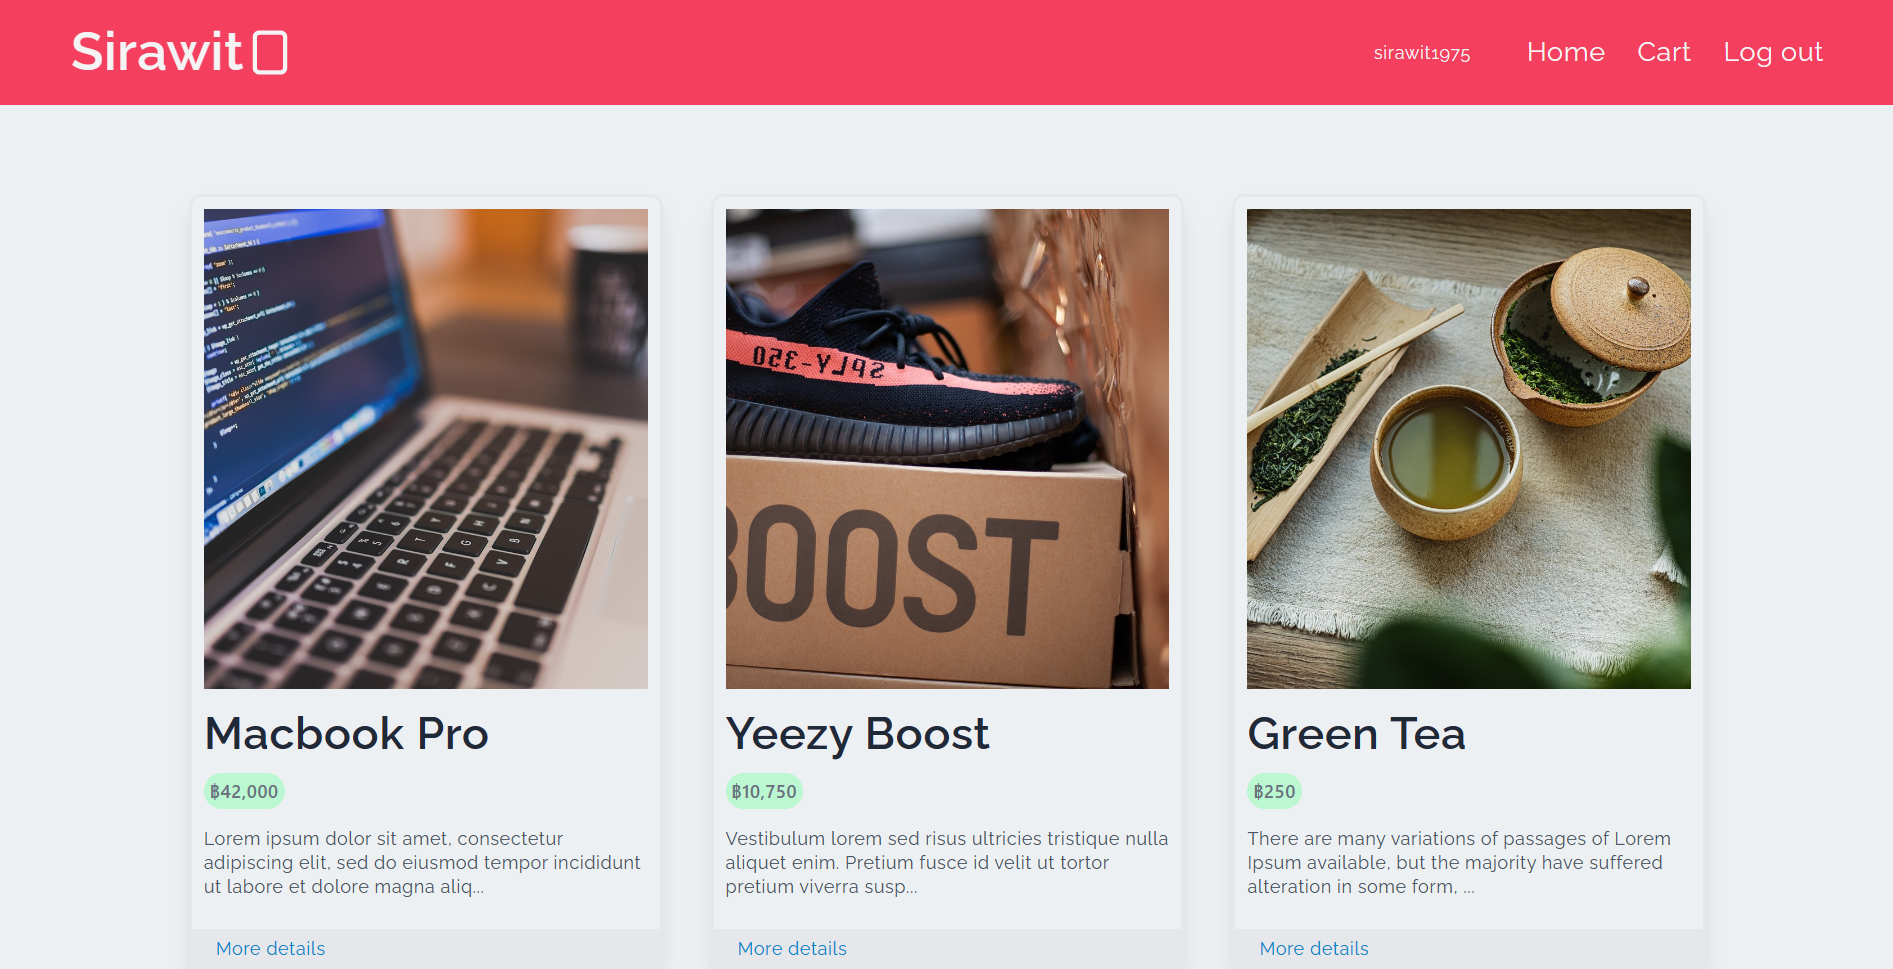 Sirawit
sirawit1975
Home
Cart
Log out
SPLY-350
BOOST
Macbook Pro
Yeezy Boost
Green Tea
฿42,000
฿10,750
฿250
Lorem ipsum dolor sit amet, consectetur
adipiscing elit, sed do eiusmod tempor incididunt
ut labore et dolore magna aliq...
Vestibulum lorem sed risus ultricies tristique nulla
aliquet enim. Pretium fusce id velit ut tortor
pretium viverra susp...
There are many variations of passages of Lorem
Ipsum available, but the majority have suffered
alteration in some form, ...
More details
More details
More details